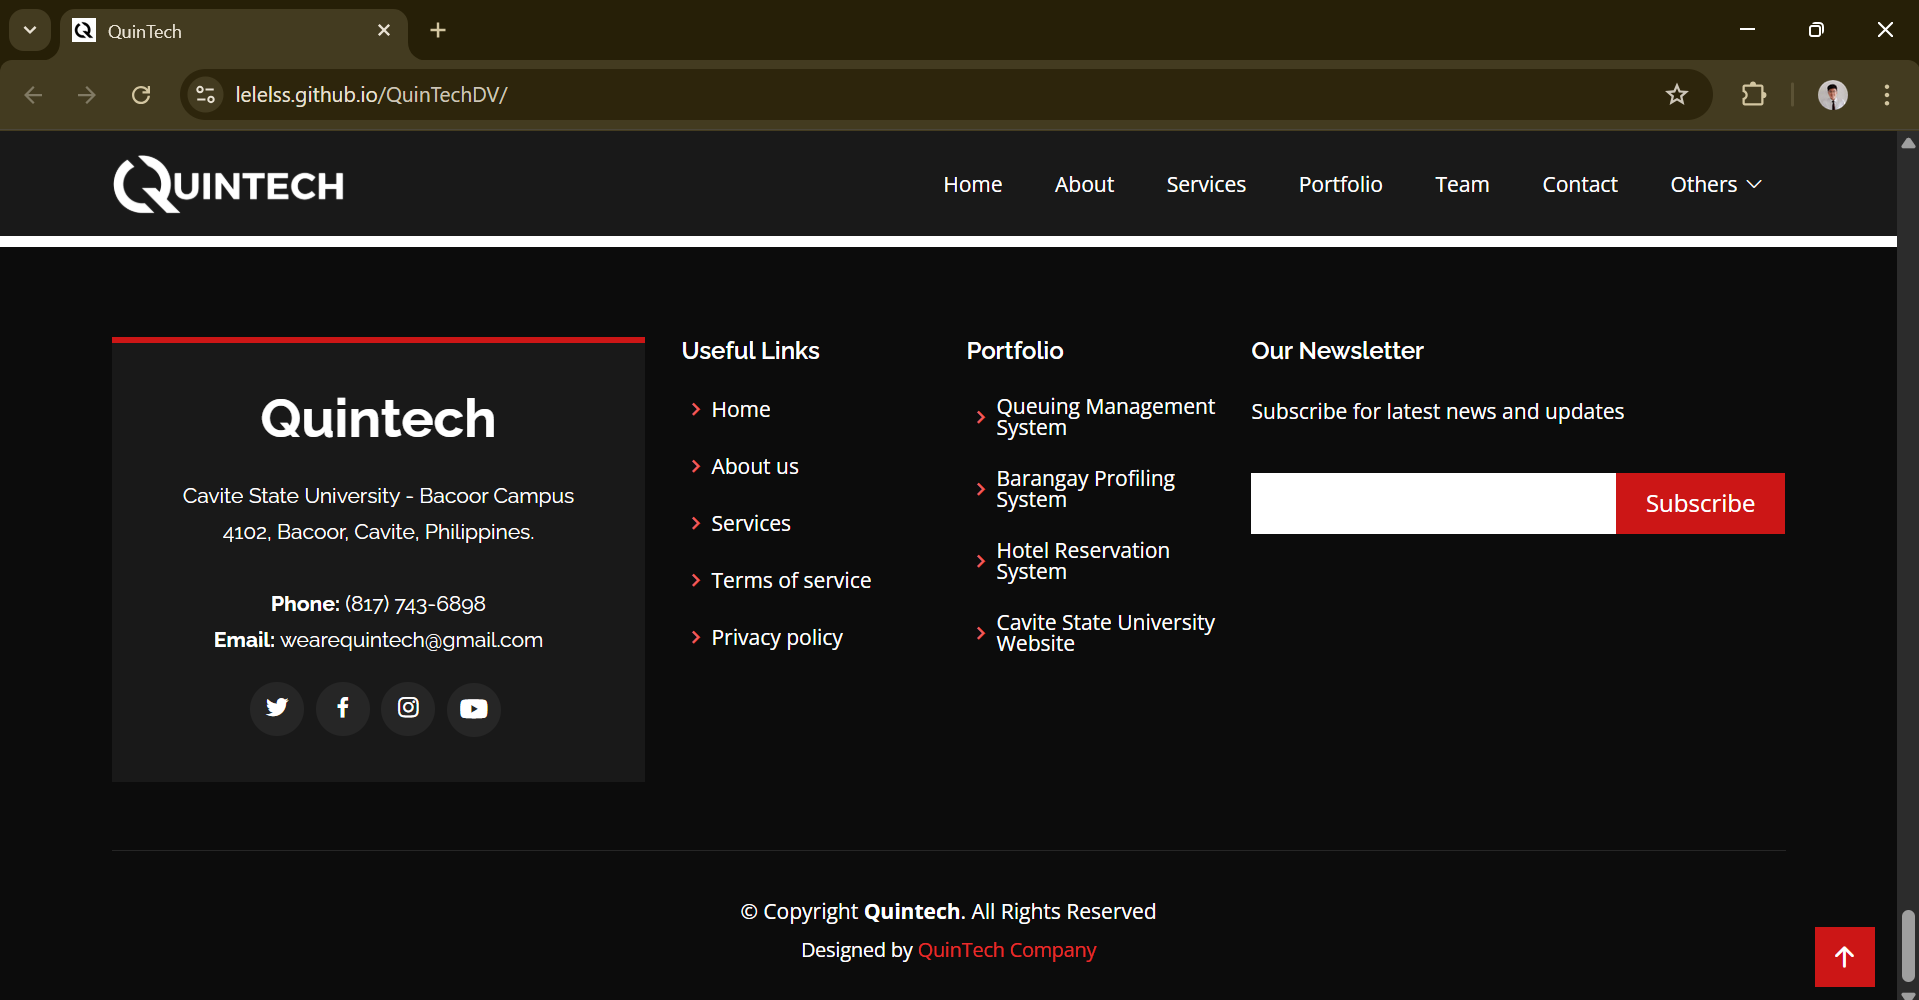 QuinTech
lelelss.github.io/QuinTechDV/
QUINTECH
Home About Services Portfolio Team Contact Others
Quintech
Cavite State University - Bacoor Campus
4102, Bacoor, Cavite, Philippines.
Phone: (817) 743-6898
Email: wearequintech@gmail.com
Useful Links
Home
About us
Services
Terms of service
Privacy policy
Portfolio
Queuing Management
System
Barangay Profiling
System
Hotel Reservation
System
Cavite State University
Website
Our Newsletter
Subscribe for latest news and updates
Subscribe
© Copyright Quintech. All Rights Reserved
Designed by QuinTech Company